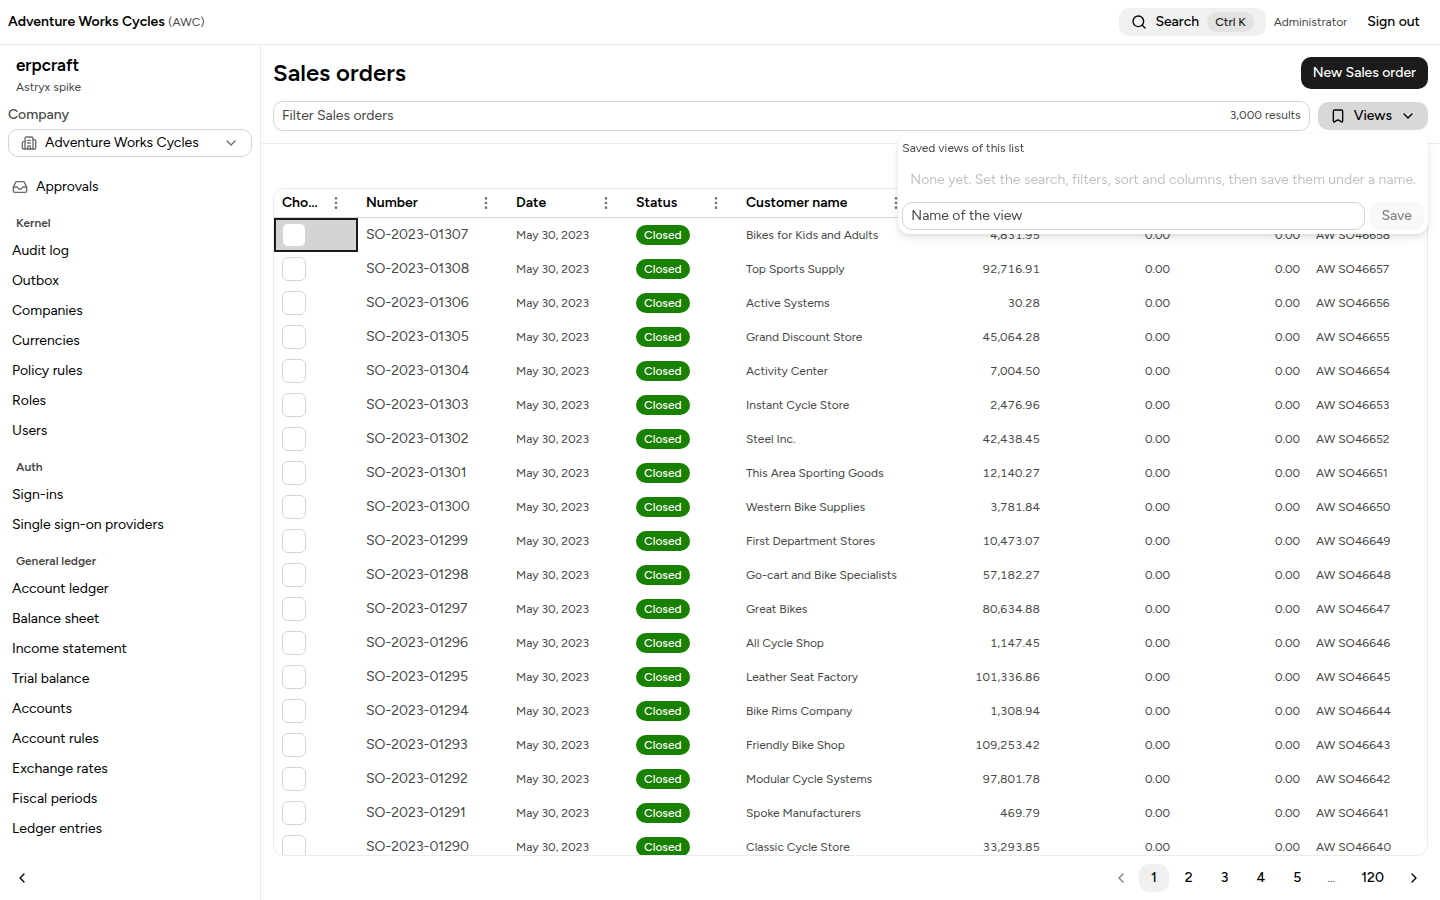 Adventure Works Cycles (AWC)
Search Ctrl K Administrator Sign out
erpcraft
Astryx spike
Company
Adventure Works Cycles
Approvals
Kernel
Audit log
Outbox
Companies
Currencies
Policy rules
Roles
Users
Auth
Sign-ins
Single sign-on providers
General ledger
Account ledger
Balance sheet
Income statement
Trial balance
Accounts
Account rules
Exchange rates
Fiscal periods
Ledger entries
Sales orders
New Sales order
Filter Sales orders 3,000 results
Views
Saved views of this list
None yet. Set the search, filters, sort and columns, then save them under a name.
Name of the view Save
Cho... Number Date Status Customer name
SO-2023-01307 May 30, 2023 Closed Bikes for Kids and Adults 4,831.95 0.00 0.00 AW SO46658
SO-2023-01308 May 30, 2023 Closed Top Sports Supply 92,716.91 0.00 0.00 AW SO46657
SO-2023-01306 May 30, 2023 Closed Active Systems 30.28 0.00 0.00 AW SO46656
SO-2023-01305 May 30, 2023 Closed Grand Discount Store 45,064.28 0.00 0.00 AW SO46655
SO-2023-01304 May 30, 2023 Closed Activity Center 7,004.50 0.00 0.00 AW SO46654
SO-2023-01303 May 30, 2023 Closed Instant Cycle Store 2,476.96 0.00 0.00 AW SO46653
SO-2023-01302 May 30, 2023 Closed Steel Inc. 42,438.45 0.00 0.00 AW SO46652
SO-2023-01301 May 30, 2023 Closed This Area Sporting Goods 12,140.27 0.00 0.00 AW SO46651
SO-2023-01300 May 30, 2023 Closed Western Bike Supplies 3,781.84 0.00 0.00 AW SO46650
SO-2023-01299 May 30, 2023 Closed First Department Stores 10,473.07 0.00 0.00 AW SO46649
SO-2023-01298 May 30, 2023 Closed Go-cart and Bike Specialists 57,182.27 0.00 0.00 AW SO46648
SO-2023-01297 May 30, 2023 Closed Great Bikes 80,634.88 0.00 0.00 AW SO46647
SO-2023-01296 May 30, 2023 Closed All Cycle Shop 1,147.45 0.00 0.00 AW SO46646
SO-2023-01295 May 30, 2023 Closed Leather Seat Factory 101,336.86 0.00 0.00 AW SO46645
SO-2023-01294 May 30, 2023 Closed Bike Rims Company 1,308.94 0.00 0.00 AW SO46644
SO-2023-01293 May 30, 2023 Closed Friendly Bike Shop 109,253.42 0.00 0.00 AW SO46643
SO-2023-01292 May 30, 2023 Closed Modular Cycle Systems 97,801.78 0.00 0.00 AW SO46642
SO-2023-01291 May 30, 2023 Closed Spoke Manufacturers 469.79 0.00 0.00 AW SO46641
SO-2023-01290 May 30, 2023 Closed Classic Cycle Store 33,293.85 0.00 0.00 AW SO46640
1 2 3 4 5 ... 120